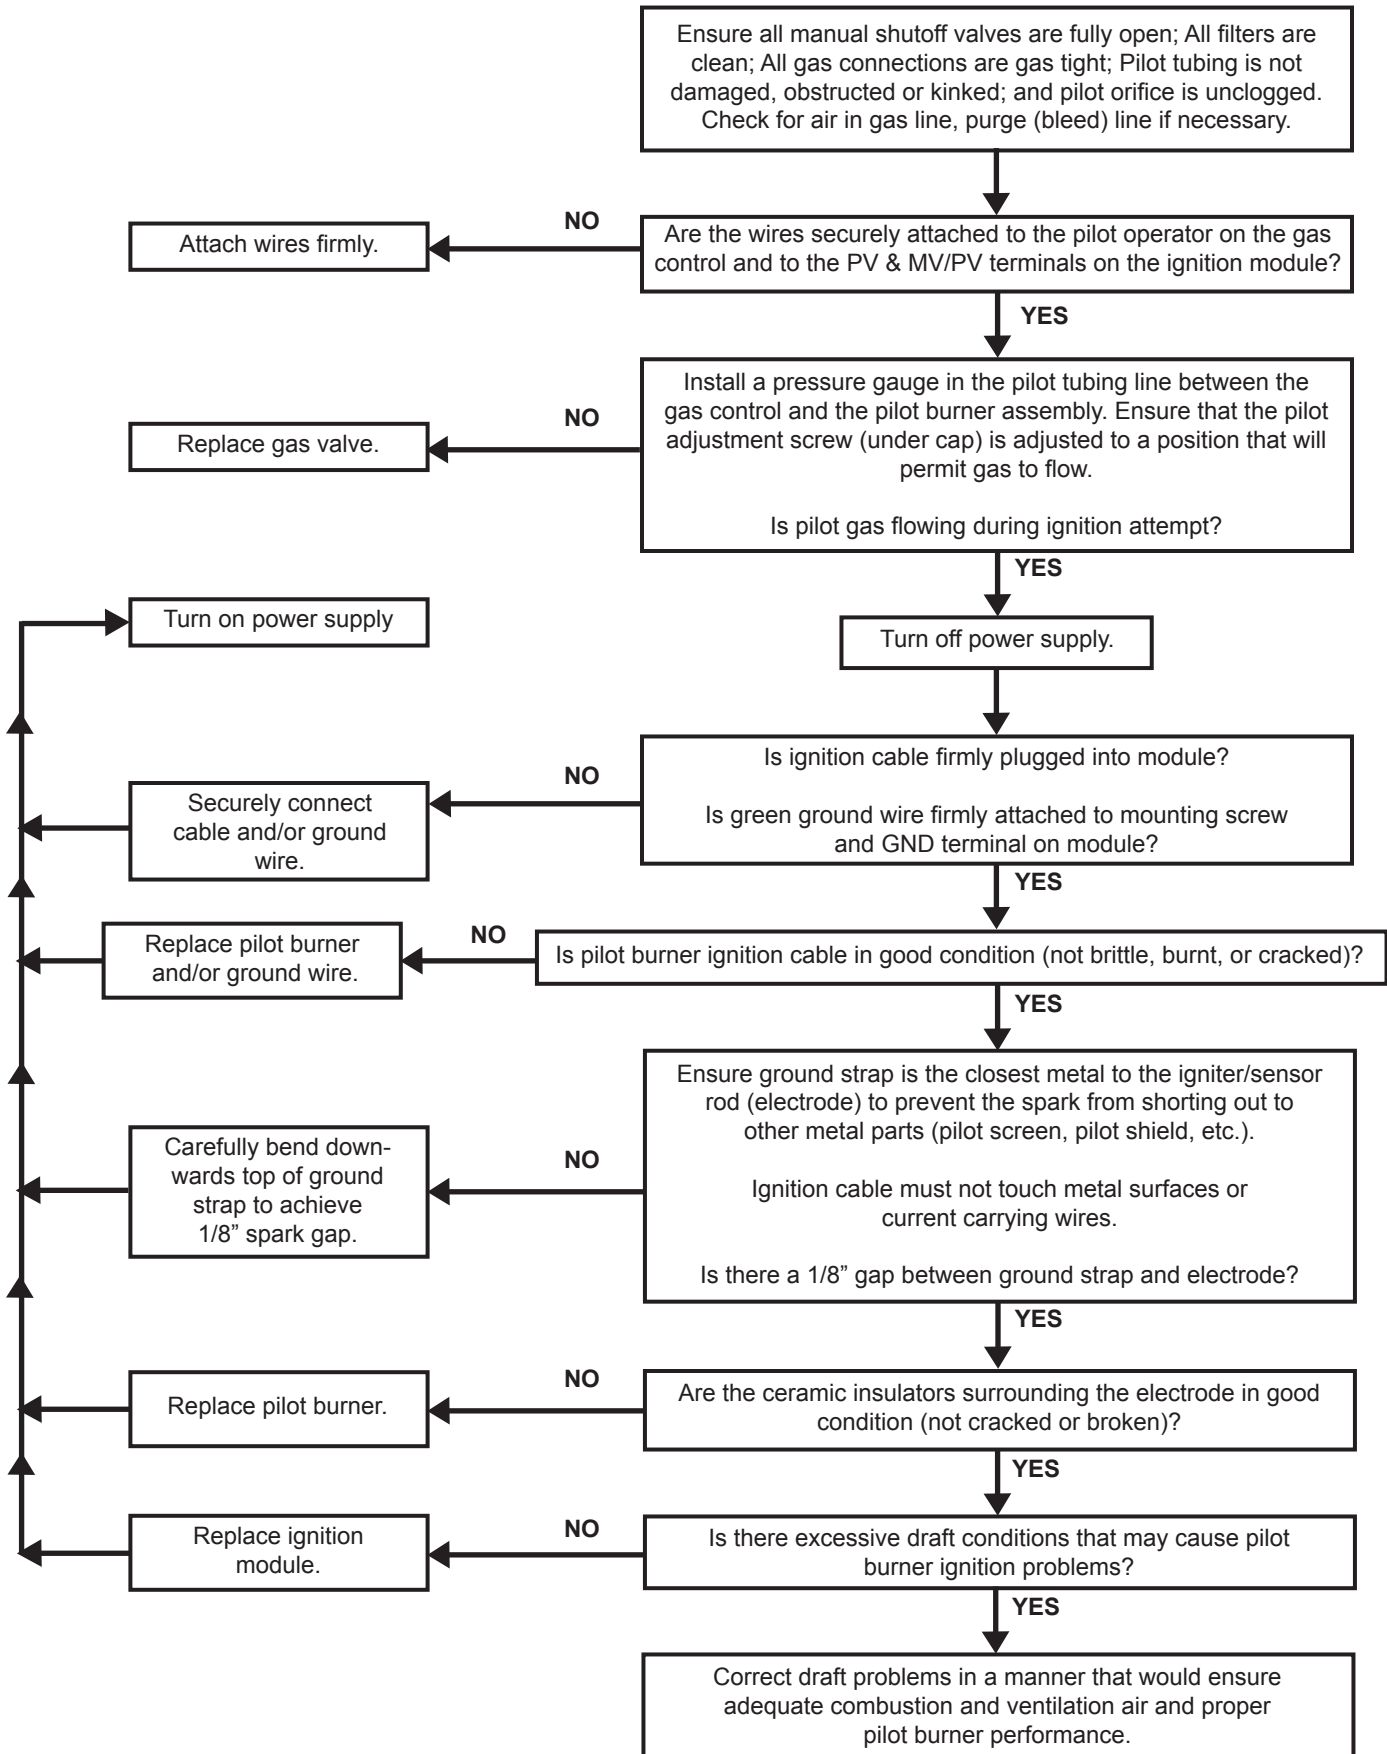 Ensure all manual shutoff valves are fully open; All filters are
clean; All gas connections are gas tight; Pilot tubing is not
damaged, obstructed or kinked; and pilot orifice is unclogged.
Check for air in gas line, purge (bleed) line if necessary.
NO
Attach wires firmly.
Are the wires securely attached to the pilot operator on the gas
control and to the PV & MV/PV terminals on the ignition module?
YES
Install a pressure gauge in the pilot tubing line between the
gas control and the pilot burner assembly. Ensure that the pilot
adjustment screw (under cap) is adjusted to a position that will
permit gas to flow.
Is pilot gas flowing during ignition attempt?
NO
Replace gas valve.
YES
Turn on power supply
Turn off power supply.
Is ignition cable firmly plugged into module?
Is green ground wire firmly attached to mounting screw
and GND terminal on module?
NO
Securely connect
cable and/or ground
wire.
YES
Replace pilot burner
and/or ground wire.
NO
Is pilot burner ignition cable in good condition (not brittle, burnt, or cracked)?
YES
Ensure ground strap is the closest metal to the igniter/sensor
rod (electrode) to prevent the spark from shorting out to
other metal parts (pilot screen, pilot shield, etc.).
Ignition cable must not touch metal surfaces or
current carrying wires.
Is there a 1/8” gap between ground strap and electrode?
NO
Carefully bend down-
wards top of ground
strap to achieve
1/8” spark gap.
YES
NO
Replace pilot burner.
Are the ceramic insulators surrounding the electrode in good
condition (not cracked or broken)?
YES
Replace ignition
module.
NO
Is there excessive draft conditions that may cause pilot
burner ignition problems?
YES
Correct draft problems in a manner that would ensure
adequate combustion and ventilation air and proper
pilot burner performance.